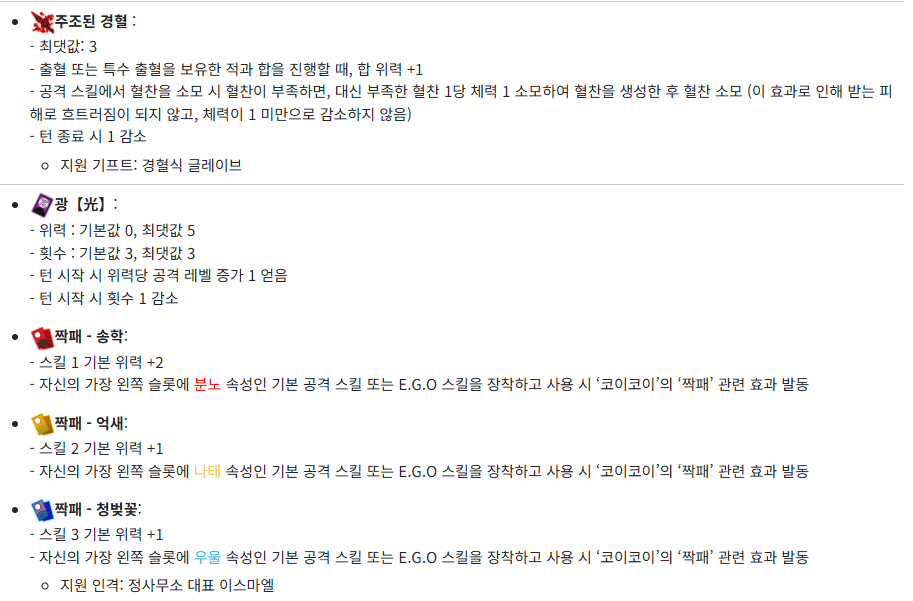 주조된 경혈 :
- 최댓값: 3
- 출혈 또는 특수 출혈을 보유한 적과 합을 진행할 때, 합 위력 +1
- 공격 스킬에서 혈찬을 소모 시 혈찬이 부족하면, 대신 부족한 혈찬 1당 체력 1 소모하여 혈찬을 생성한 후 혈찬 소모 (이 효과로 인해 받는 피
해로 흐트러짐이 되지 않고, 체력이 1 미만으로 감소하지 않음)
- 턴 종료 시 1 감소
지원 기프트: 경혈식 글레이브
광【光】:
- 위력 : 기본값 0, 최댓값 5
- 횟수 : 기본값 3, 최댓값 3
- 턴 시작 시 위력당 공격 레벨 증가 1 얻음
- 턴 시작 시 횟수 1 감소
짝패 - 송학:
- 스킬 1 기본 위력 +2
- 자신의 가장 왼쪽 슬롯에 분노 속성인 기본 공격 스킬 또는 E.G.O 스킬을 장착하고 사용 시 ‘코이코이’의 ‘짝패’ 관련 효과 발동
짝패 - 억새:
- 스킬 2 기본 위력 +1
- 자신의 가장 왼쪽 슬롯에 나태 속성인 기본 공격 스킬 또는 E.G.O 스킬을 장착하고 사용 시 ‘코이코이’의 ‘짝패’ 관련 효과 발동
짝패 - 청벚꽃:
- 스킬 3 기본 위력 +1
- 자신의 가장 왼쪽 슬롯에 우울 속성인 기본 공격 스킬 또는 E.G.O 스킬을 장착하고 사용 시 ‘코이코이’의 ‘짝패’ 관련 효과 발동
지원 인격: 정사무소 대표 이스마엘